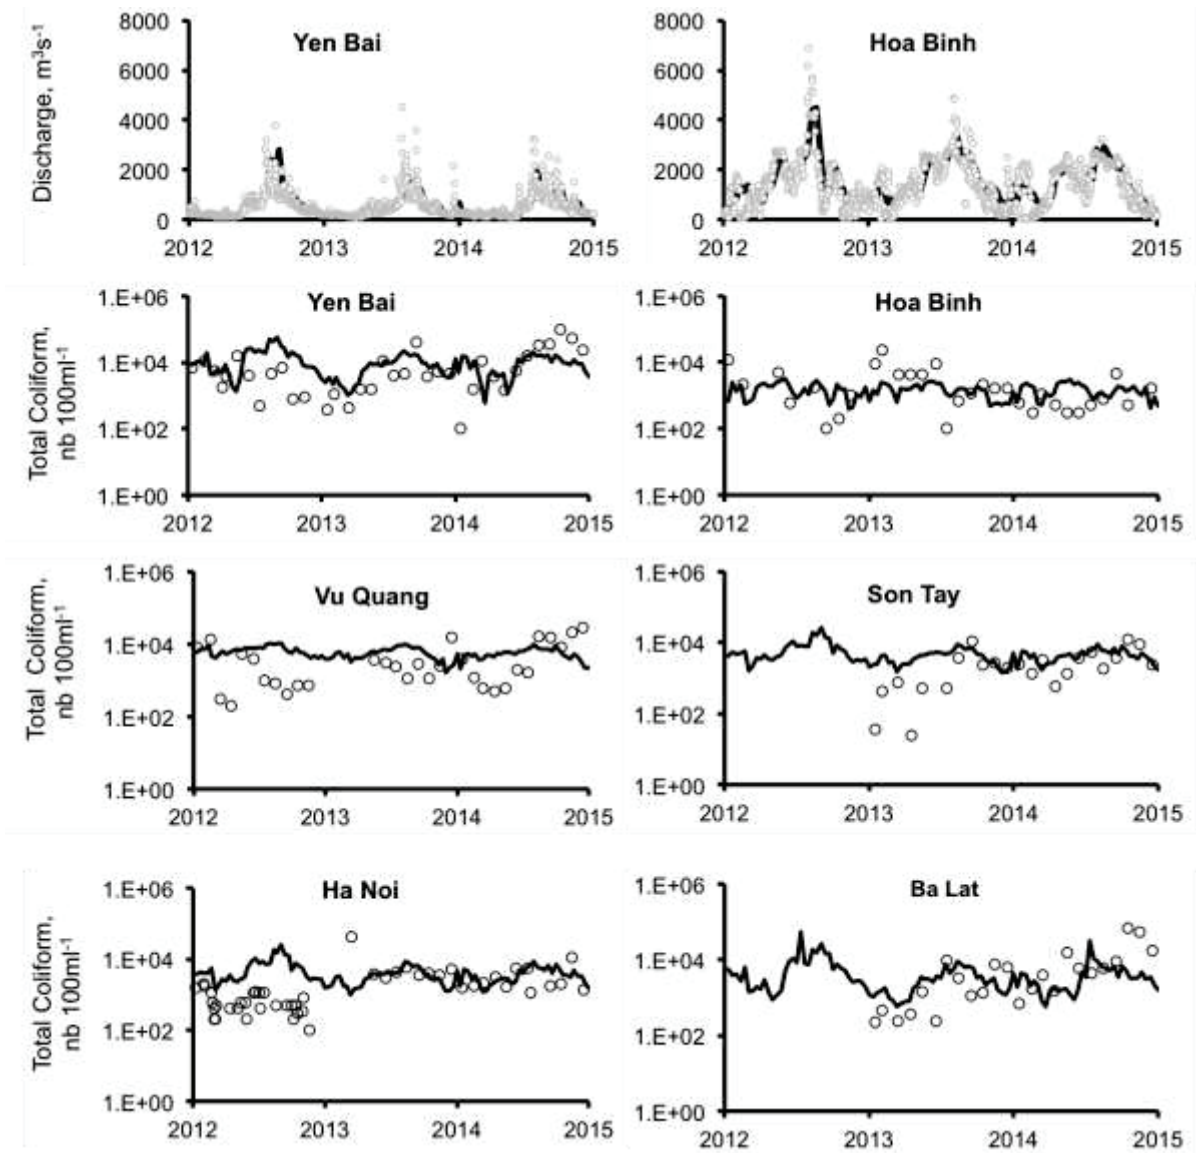 Yen Bai
Discharge, m³s⁻¹
8000
6000
4000
2000
0
2012 2013 2014 2015
Hoa Binh
8000
6000
4000
2000
0
2012 2013 2014 2015
Yen Bai
Total Coliform,
nb 100ml⁻¹
1.E+06
1.E+04
1.E+02
1.E+00
2012 2013 2014 2015
Hoa Binh
1.E+06
1.E+04
1.E+02
1.E+00
2012 2013 2014 2015
Vu Quang
Total Coliform,
nb 100ml⁻¹
1.E+06
1.E+04
1.E+02
1.E+00
2012 2013 2014 2015
Son Tay
1.E+06
1.E+04
1.E+02
1.E+00
2012 2013 2014 2015
Ha Noi
Total Coliform,
nb 100ml⁻¹
1.E+06
1.E+04
1.E+02
1.E+00
2012 2013 2014 2015
Ba Lat
1.E+06
1.E+04
1.E+02
1.E+00
2012 2013 2014 2015